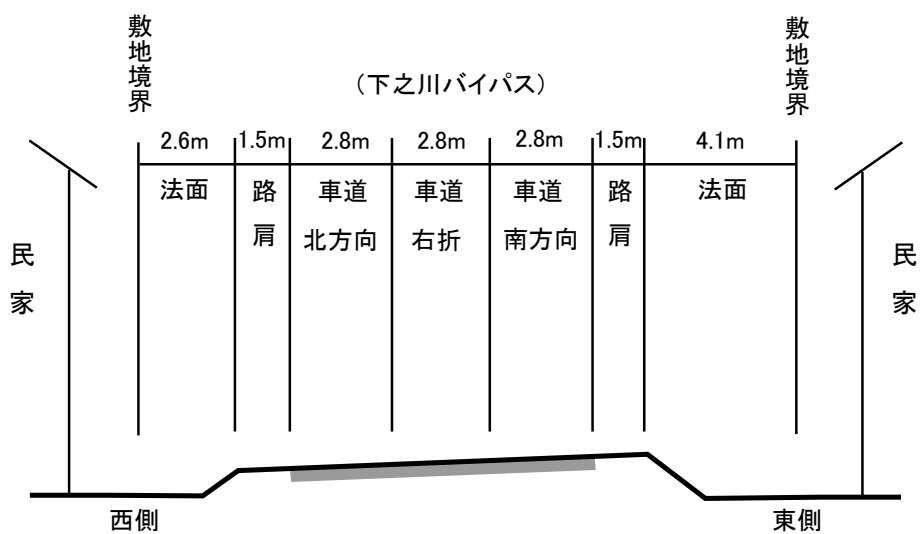 敷地境界
敷地境界
(下之川バイパス)
2.6m 1.5m 2.8m 2.8m 2.8m 1.5m 4.1m
法面 路肩 車道 車道 車道 路肩 法面
北方向 右折 南方向
民家
民家
西側 東側